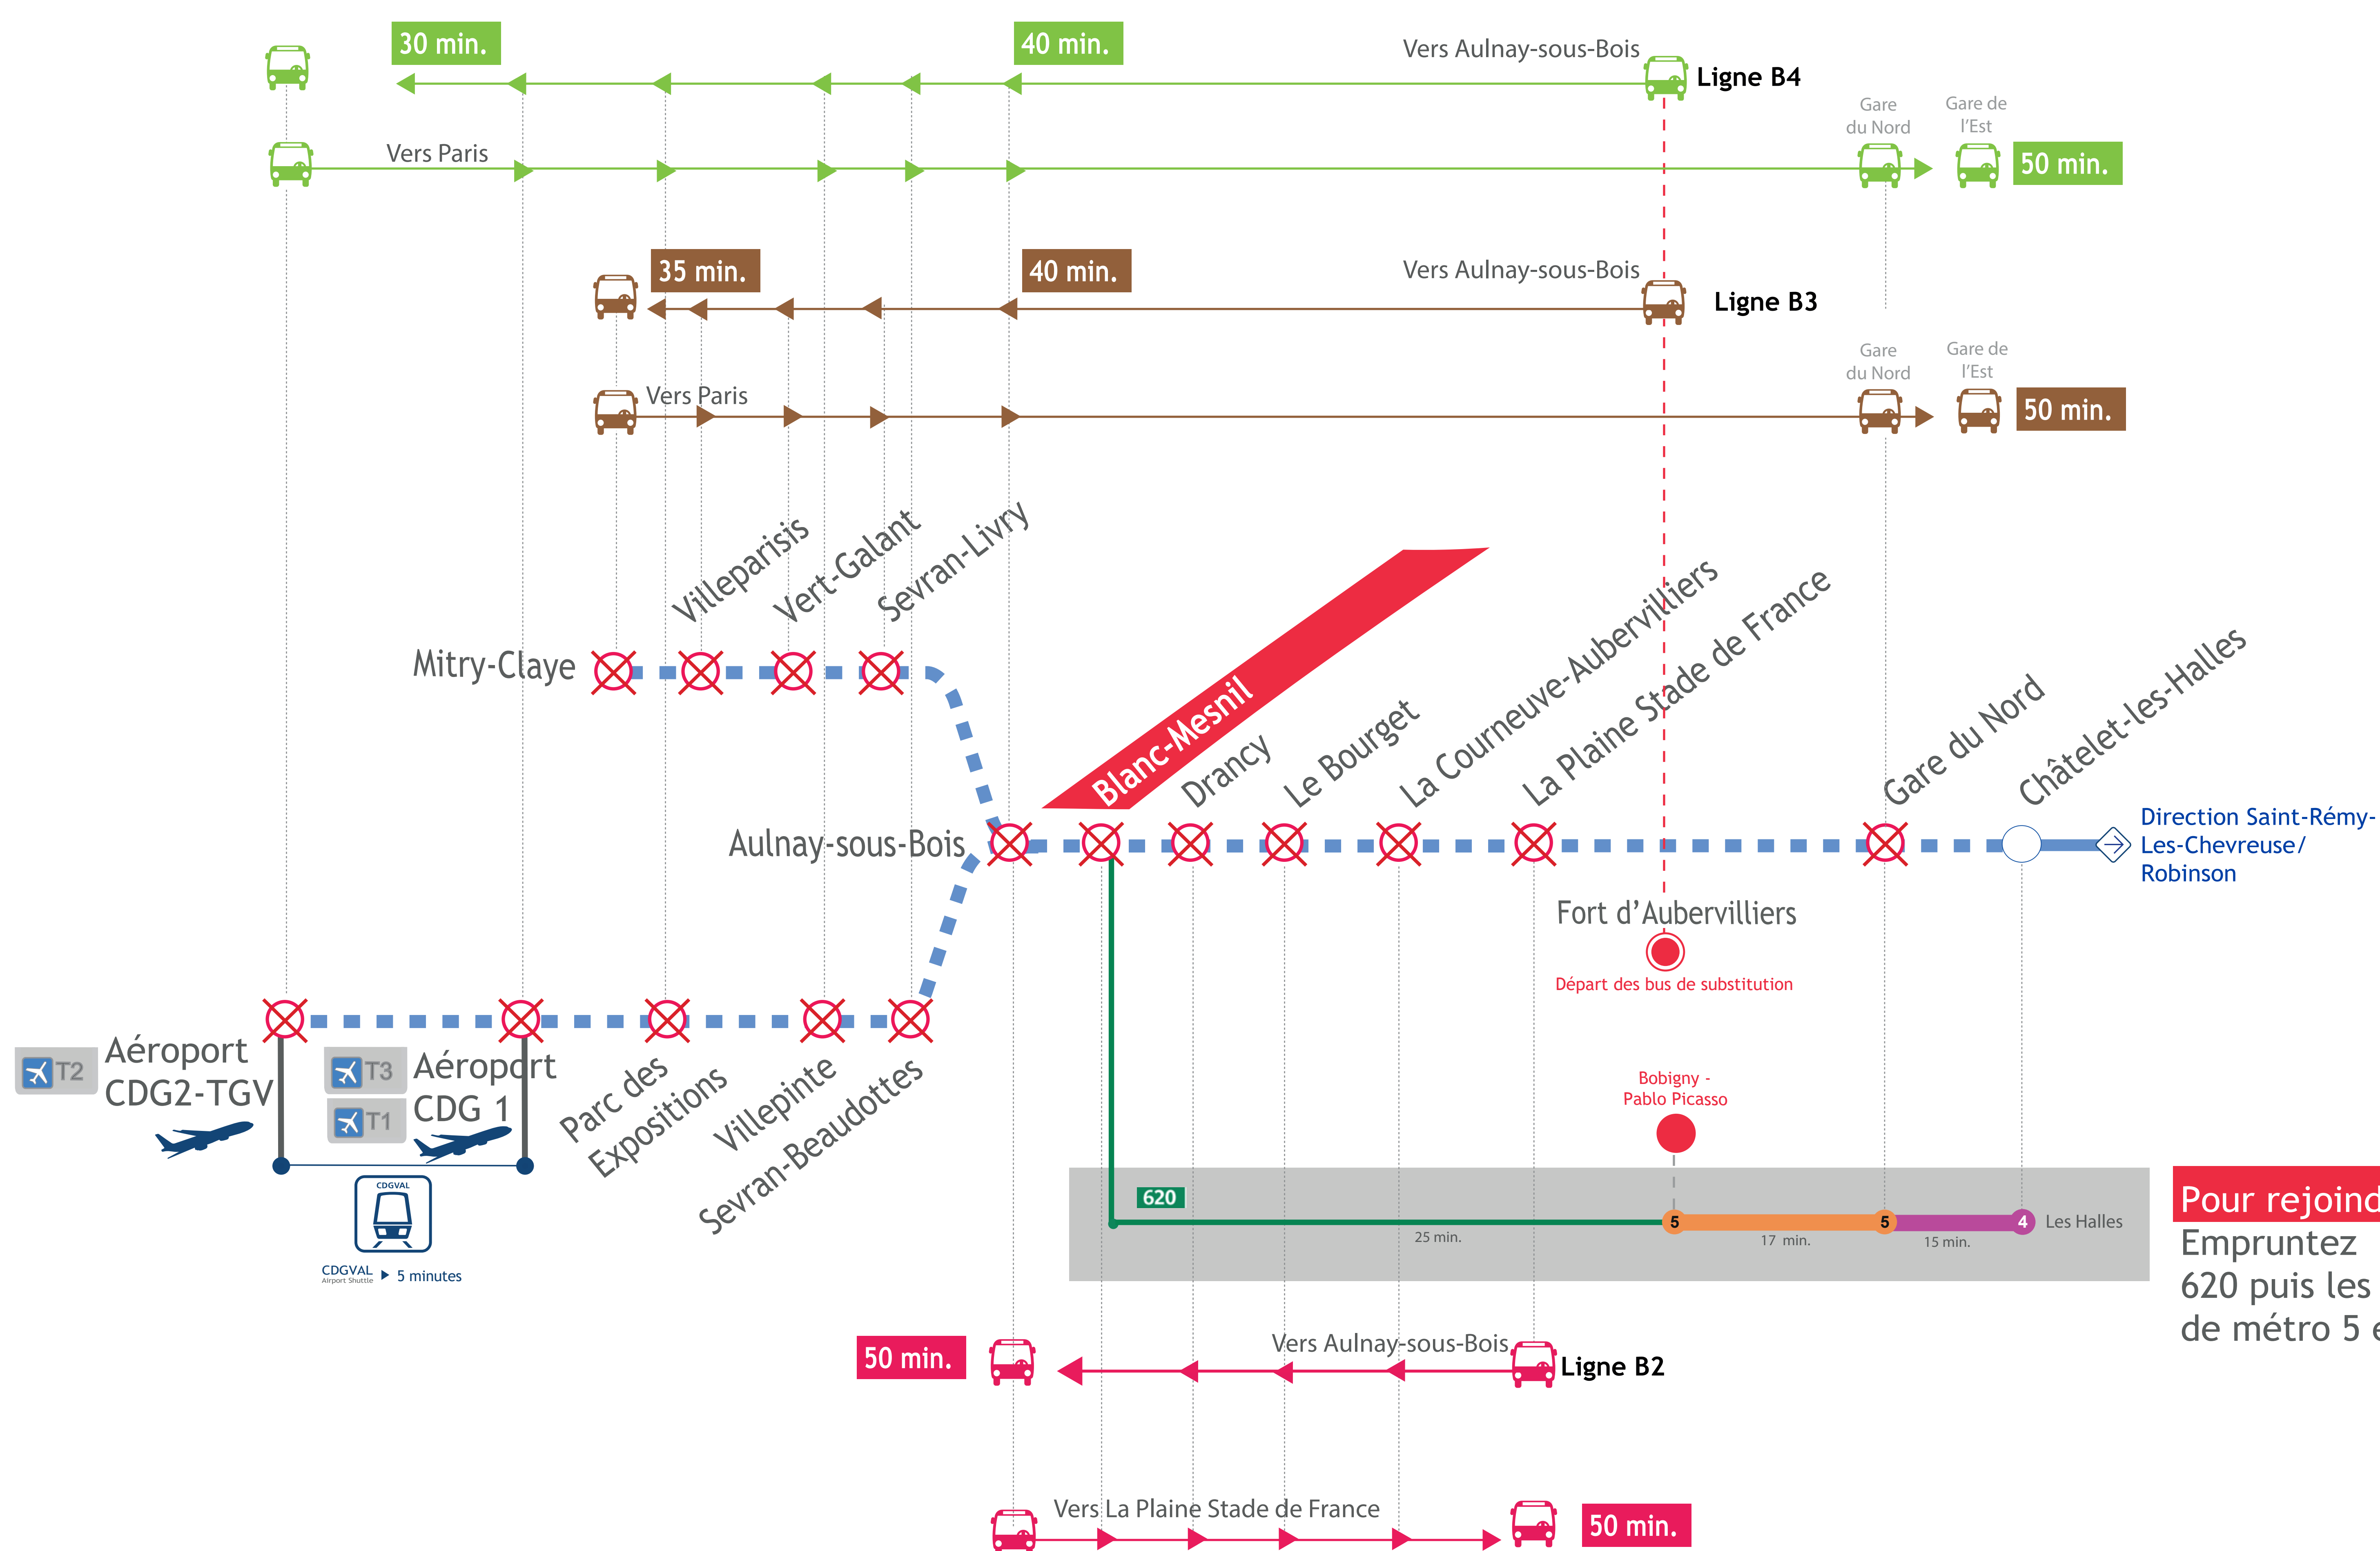 30 min.
40 min.
Vers Aulnay-sous-Bois
Ligne B4
Gare
du Nord
Gare de
l'Est
Vers Paris
50 min.
35 min.
40 min.
Vers Aulnay-sous-Bois
Ligne B3
Gare
du Nord
Gare de
l'Est
Vers Paris
50 min.
Villeparisis
Vert-Galant
Sevran-Livry
Mitry-Claye
Blanc-Mesnil
Drancy
Le Bourget
La Courneuve-Aubervilliers
La Plaine Stade de France
Gare du Nord
Châtelet-les-Halles
Aulnay-sous-Bois
Direction Saint-Rémy-
Les-Chevreuse/
Robinson
Fort d'Aubervilliers
Départ des bus de substitution
T2
Aéroport
CDG2-TGV
T3
T1
Aéroport
CDG 1
Parc des
Expositions
Villepinte
Sevran-Beaudottes
CDGVAL
CDGVAL
Airport Shuttle
5 minutes
Bobigny -
Pablo Picasso
620
5
5
4
Les Halles
25 min.
17 min.
15 min.
Pour rejoind
Empruntez
620 puis les
de métro 5 e
50 min.
Vers Aulnay-sous-Bois
Ligne B2
Vers La Plaine Stade de France
50 min.